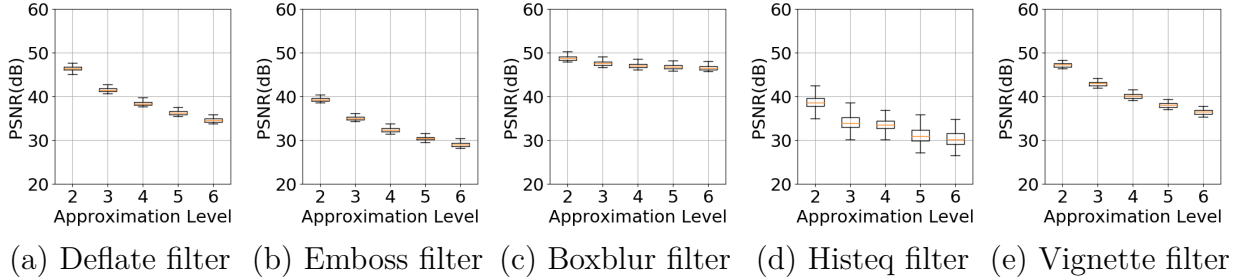 60
50
40
30
20
PSNR(dB)
2 3 4 5 6
Approximation Level
(a) Deflate filter
60
50
40
30
20
PSNR(dB)
2 3 4 5 6
Approximation Level
(b) Emboss filter
60
50
40
30
20
PSNR(dB)
2 3 4 5 6
Approximation Level
(c) Boxblur filter
60
50
40
30
20
PSNR(dB)
2 3 4 5 6
Approximation Level
(d) Histeq filter
60
50
40
30
20
PSNR(dB)
2 3 4 5 6
Approximation Level
(e) Vignette filter